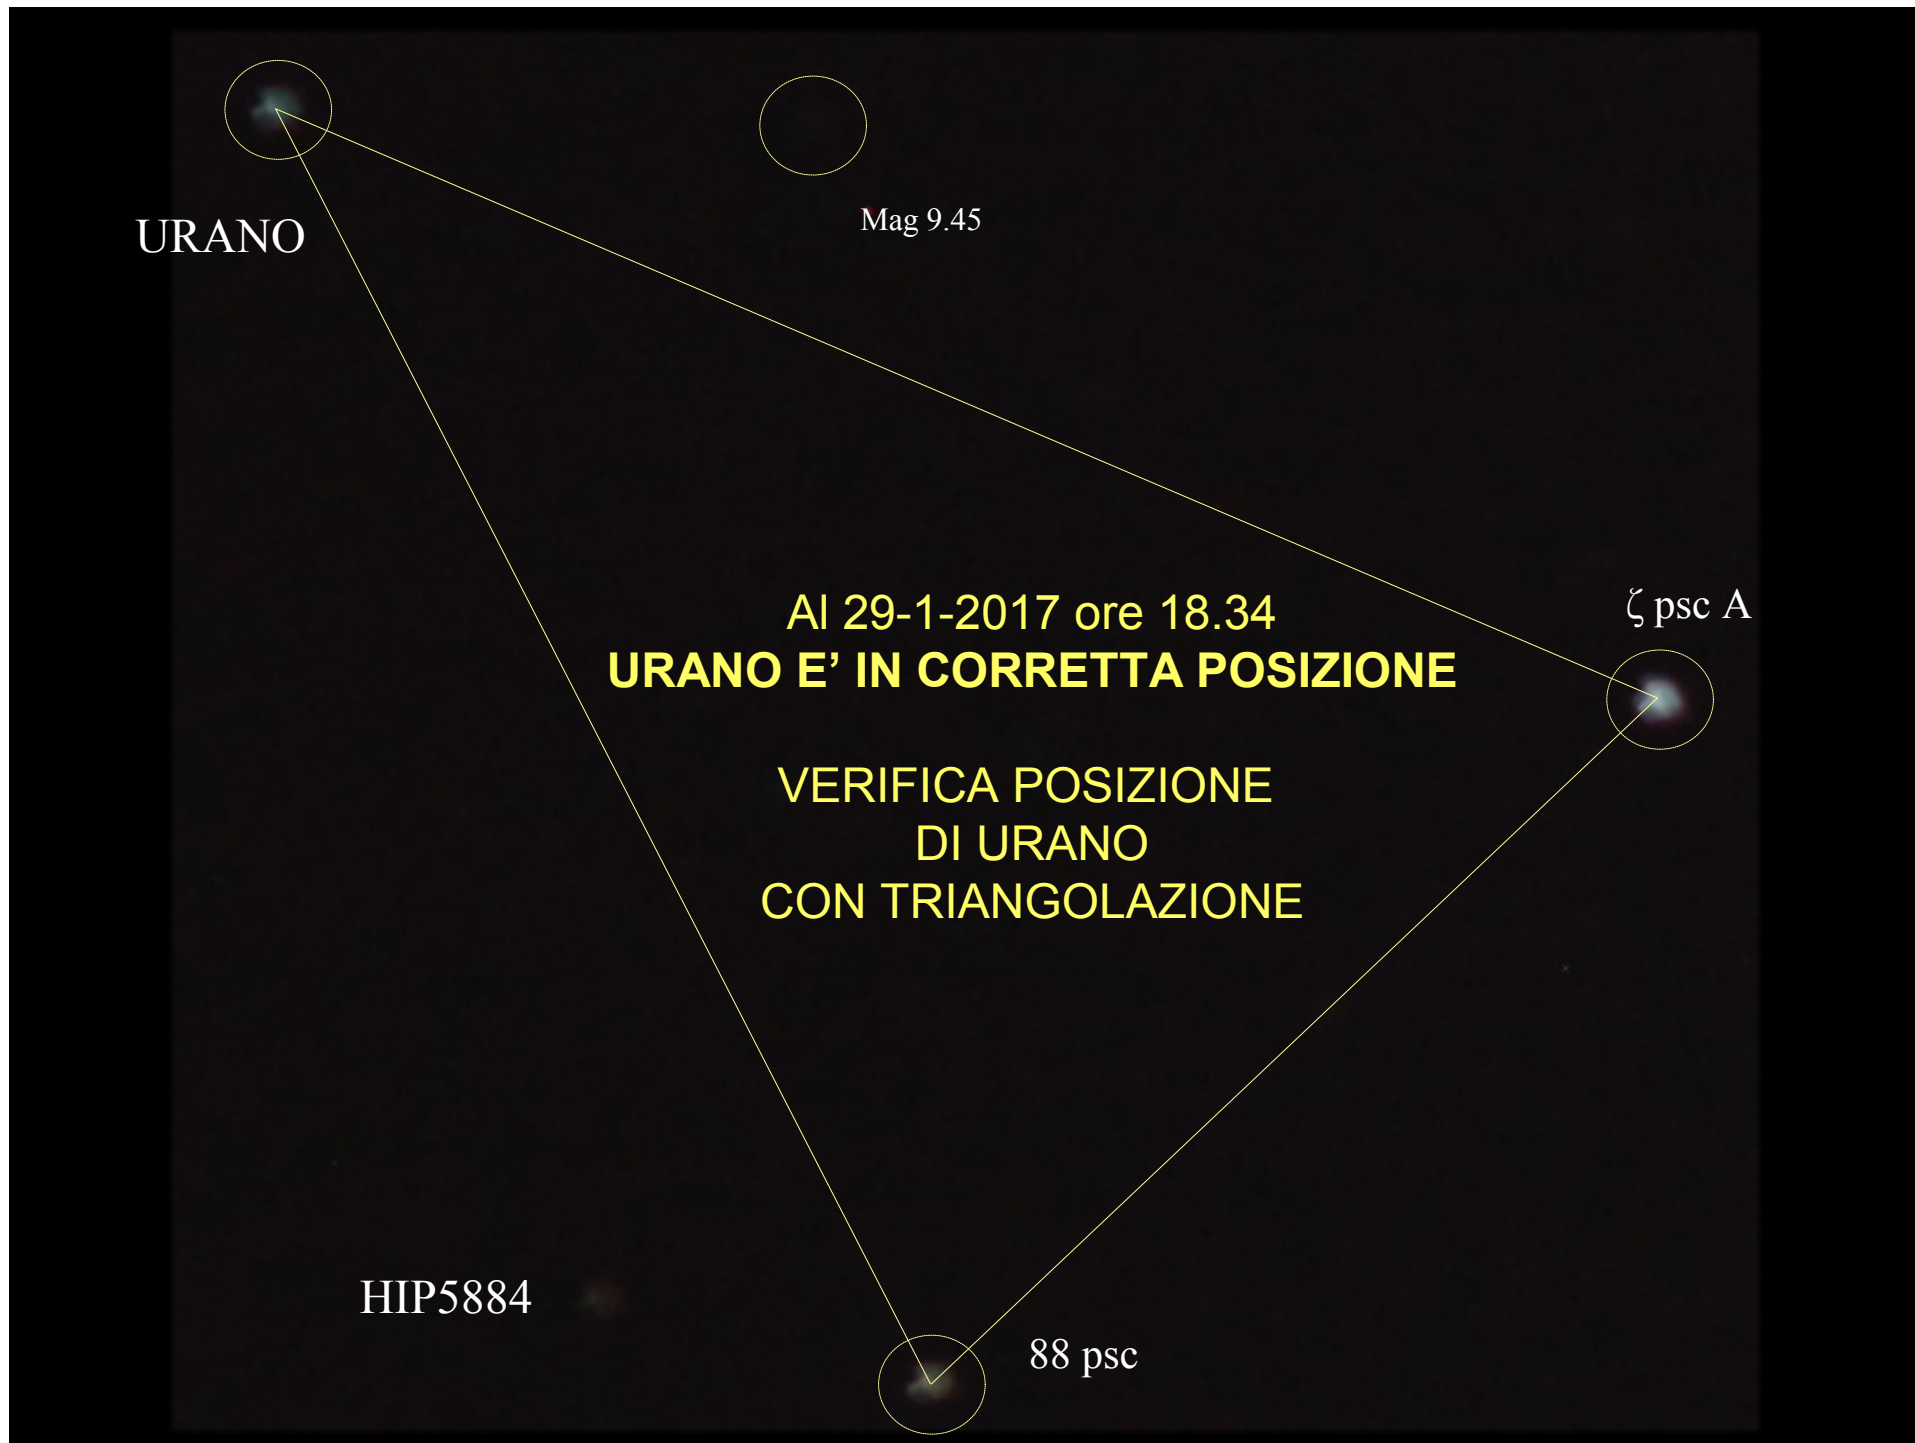 URANO
Mag 9.45
ζ psc A
Al 29-1-2017 ore 18.34
URANO E’ IN CORRETTA POSIZIONE
VERIFICA POSIZIONE
DI URANO
CON TRIANGOLAZIONE
HIP5884
88 psc